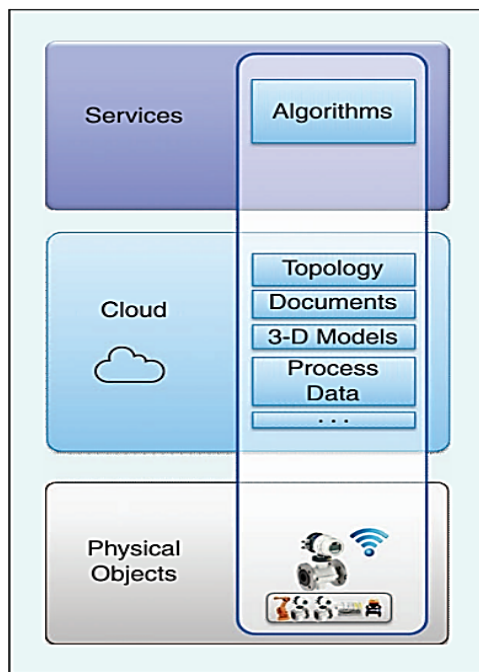 Services
Algorithms
Cloud
Topology
Documents
3-D Models
Process
Data
. . .
Physical
Objects